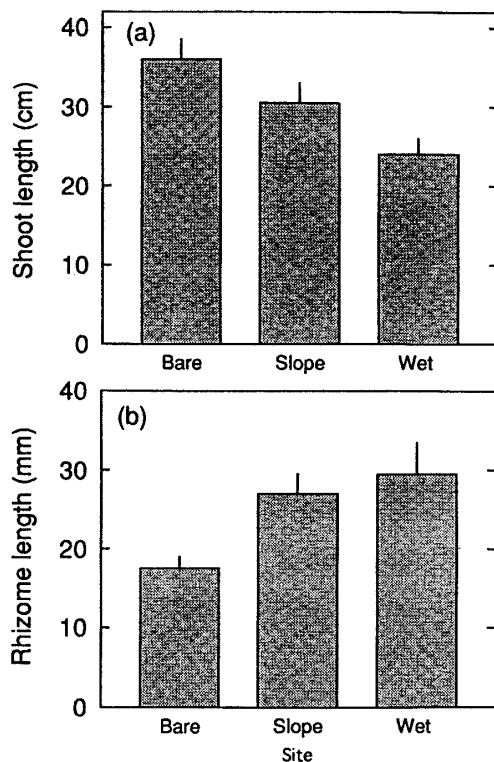 (a)
Shoot length (cm)
40
30
20
10
0
Bare Slope Wet
(b)
Rhizome length (mm)
40
30
20
10
0
Bare Slope Wet
Site